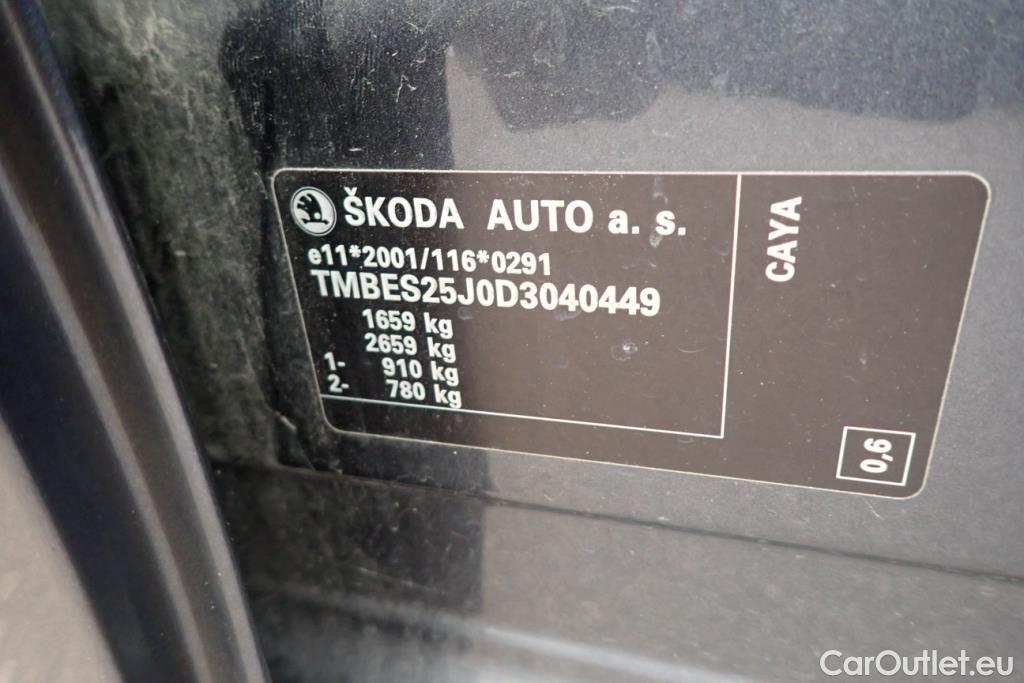 ŠKODA AUTO a. s.
e11*2001/116*0291
TMBES25J0D3040449
1659 kg
2659 kg
1- 910 kg
2- 780 kg
CAYA
0,6
CarOutlet.eu